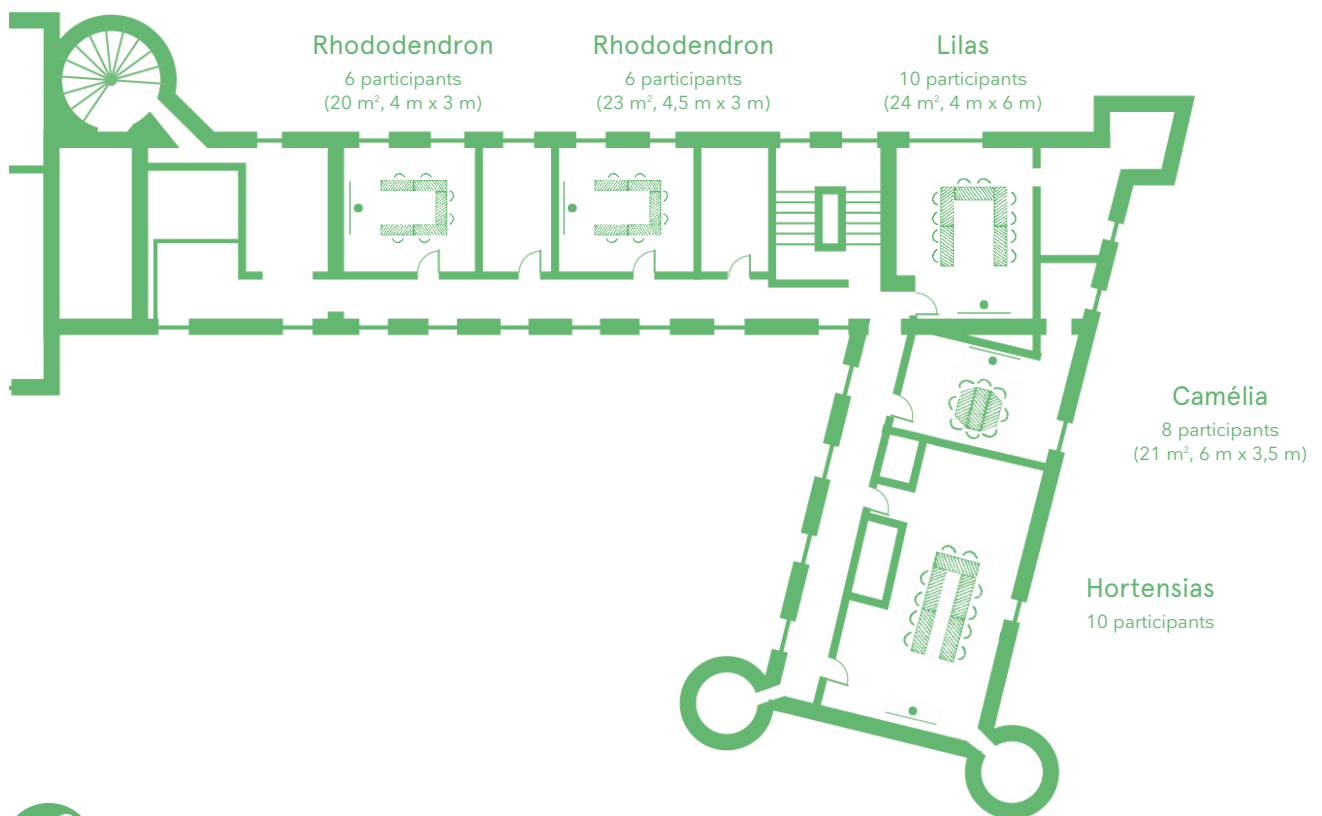 Rhododendron
6 participants
(20 m², 4 m x 3 m)
Rhododendron
6 participants
(23 m², 4,5 m x 3 m)
Lilas
10 participants
(24 m², 4 m x 6 m)
Camélia
8 participants
(21 m², 6 m x 3,5 m)
Hortensias
10 participants